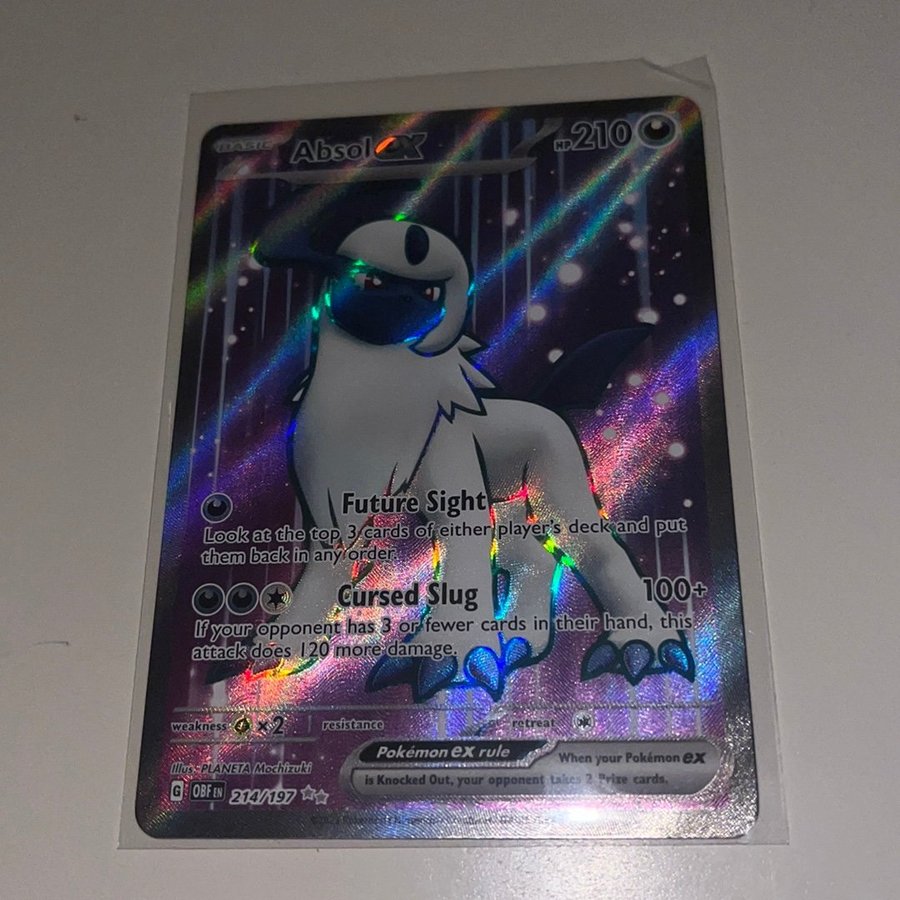 BASIC Absol ex HP 210
Future Sight
Look at the top 3 cards of either player's deck and put
them back in any order.
Cursed Slug 100+
If your opponent has 3 or fewer cards in their hand, this
attack does 120 more damage.
weakness ×2 resistance retreat
Pokémon ex rule When your Pokémon ex
is Knocked Out, your opponent takes 2 Prize cards.
Illus. PLANETA Mochizuki
G OBF EN 214/197